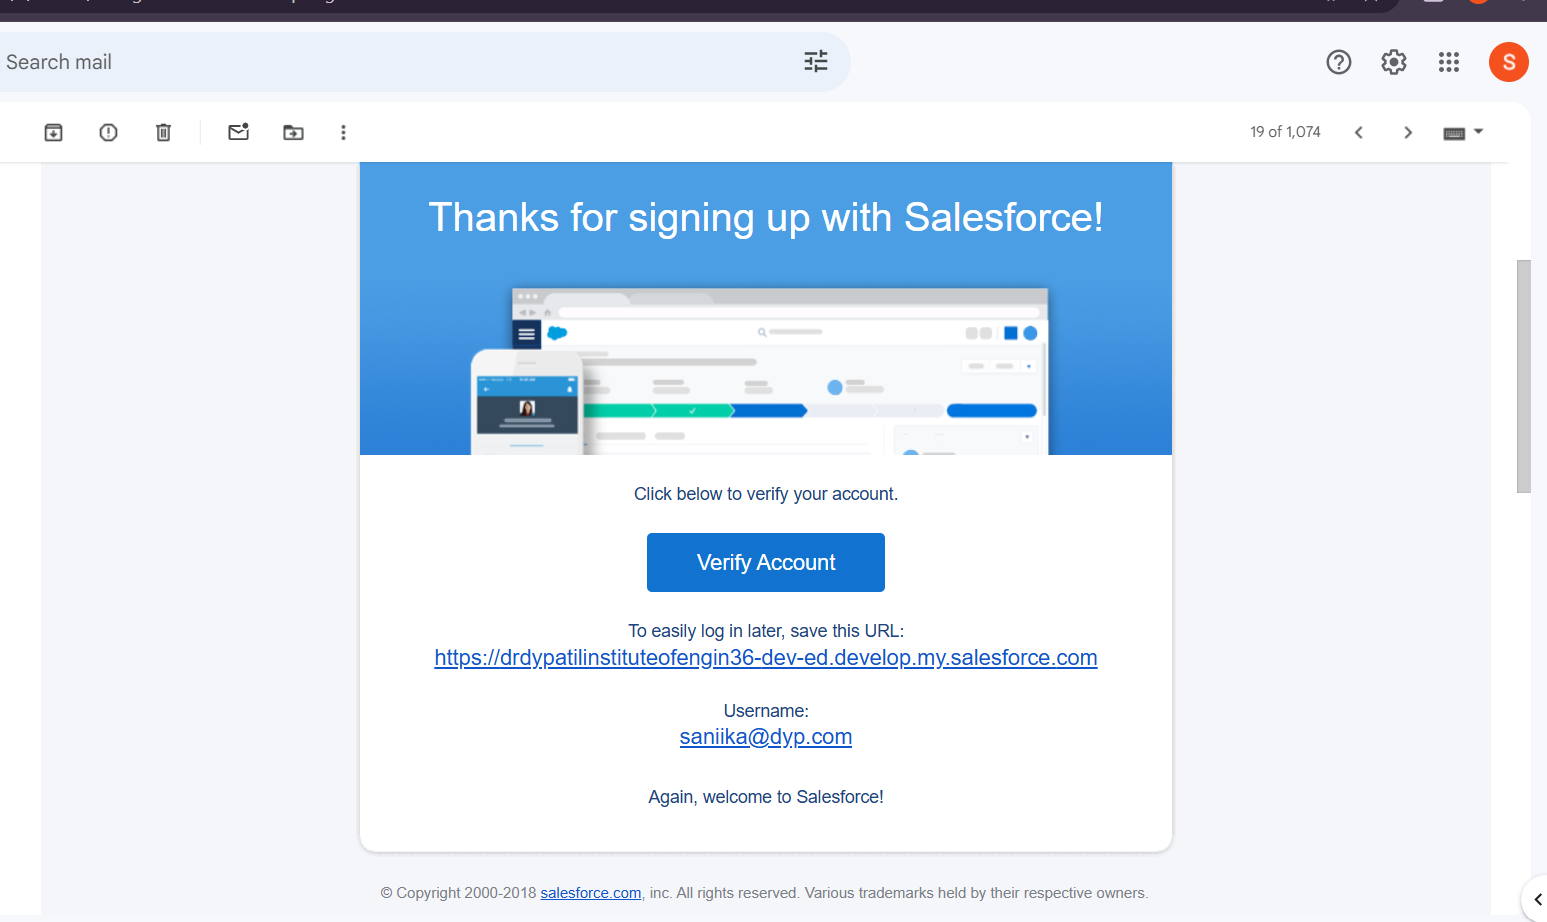 Search mail
S
19 of 1,074
Thanks for signing up with Salesforce!
Click below to verify your account.
Verify Account
To easily log in later, save this URL:
https://drdypatilinstituteofengin36-dev-ed.develop.my.salesforce.com
Username:
saniika@dyp.com
Again, welcome to Salesforce!
© Copyright 2000-2018 salesforce.com, inc. All rights reserved. Various trademarks held by their respective owners.